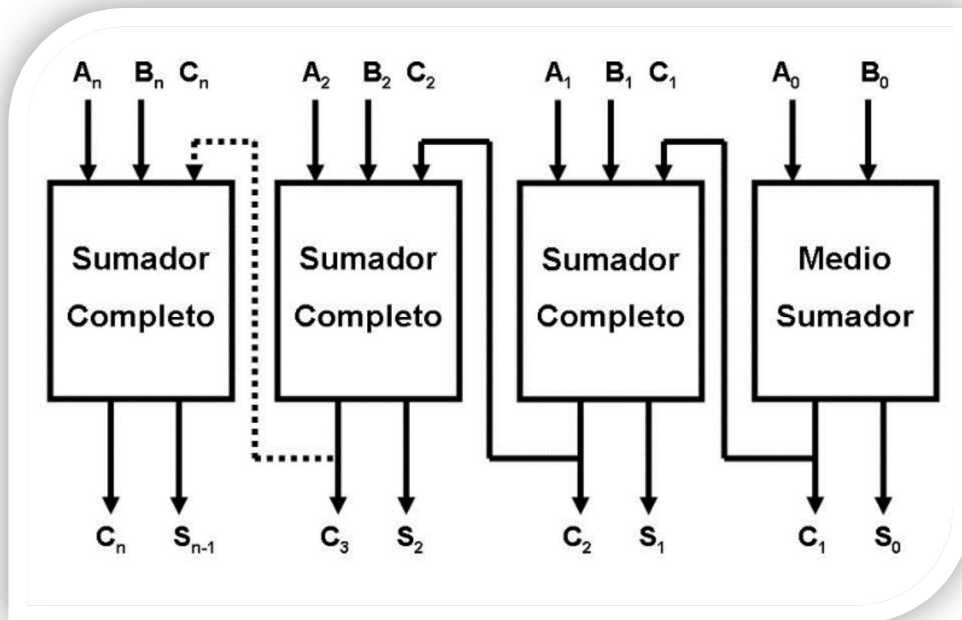 Aₙ Bₙ Cₙ A₂ B₂ C₂ A₁ B₁ C₁ A₀ B₀
Sumador Sumador Sumador Medio
Completo Completo Completo Sumador
Cₙ Sₙ₋₁ C₃ S₂ C₂ S₁ C₁ S₀